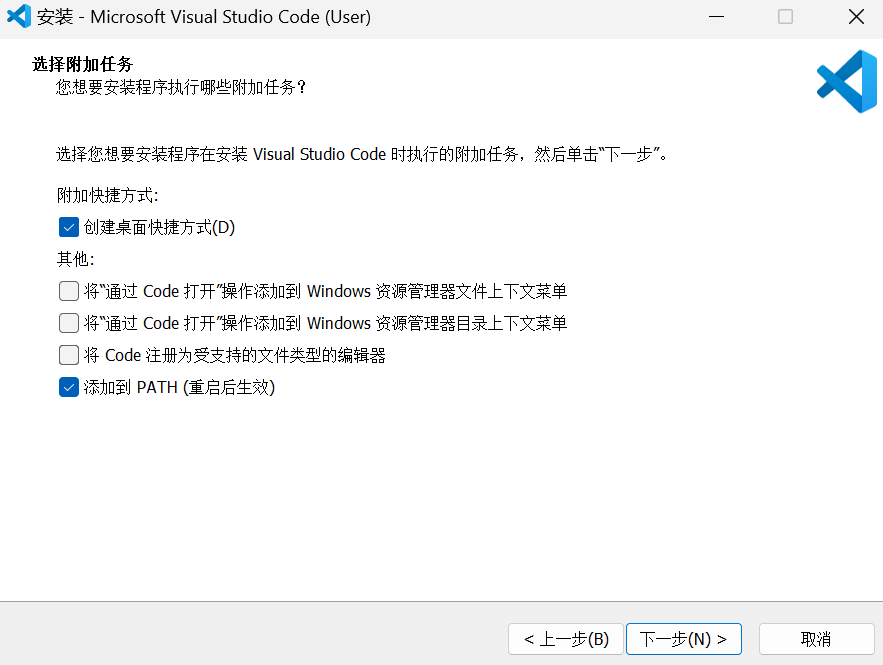 安装 - Microsoft Visual Studio Code (User)
选择附加任务
您想要安装程序执行哪些附加任务？
选择您想要安装程序在安装 Visual Studio Code 时执行的附加任务，然后单击“下一步”。
附加快捷方式:
创建桌面快捷方式(D)
其他:
将“通过 Code 打开”操作添加到 Windows 资源管理器文件上下文菜单
将“通过 Code 打开”操作添加到 Windows 资源管理器目录上下文菜单
将 Code 注册为受支持的文件类型的编辑器
添加到 PATH (重启后生效)
< 上一步(B) 下一步(N) > 取消